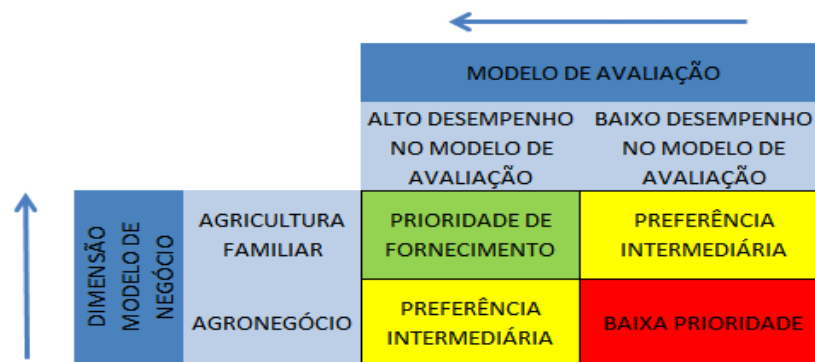 MODELO DE AVALIAÇÃO
ALTO DESEMPENHO
NO MODELO DE
AVALIAÇÃO
BAIXO DESEMPENHO
NO MODELO DE
AVALIAÇÃO
DIMENSÃO
MODELO DE
NEGÓCIO
AGRICULTURA
FAMILIAR
PRIORIDADE DE
FORNECIMENTO
PREFERÊNCIA
INTERMEDIÁRIA
AGRONEGÓCIO
PREFERÊNCIA
INTERMEDIÁRIA
BAIXA PRIORIDADE